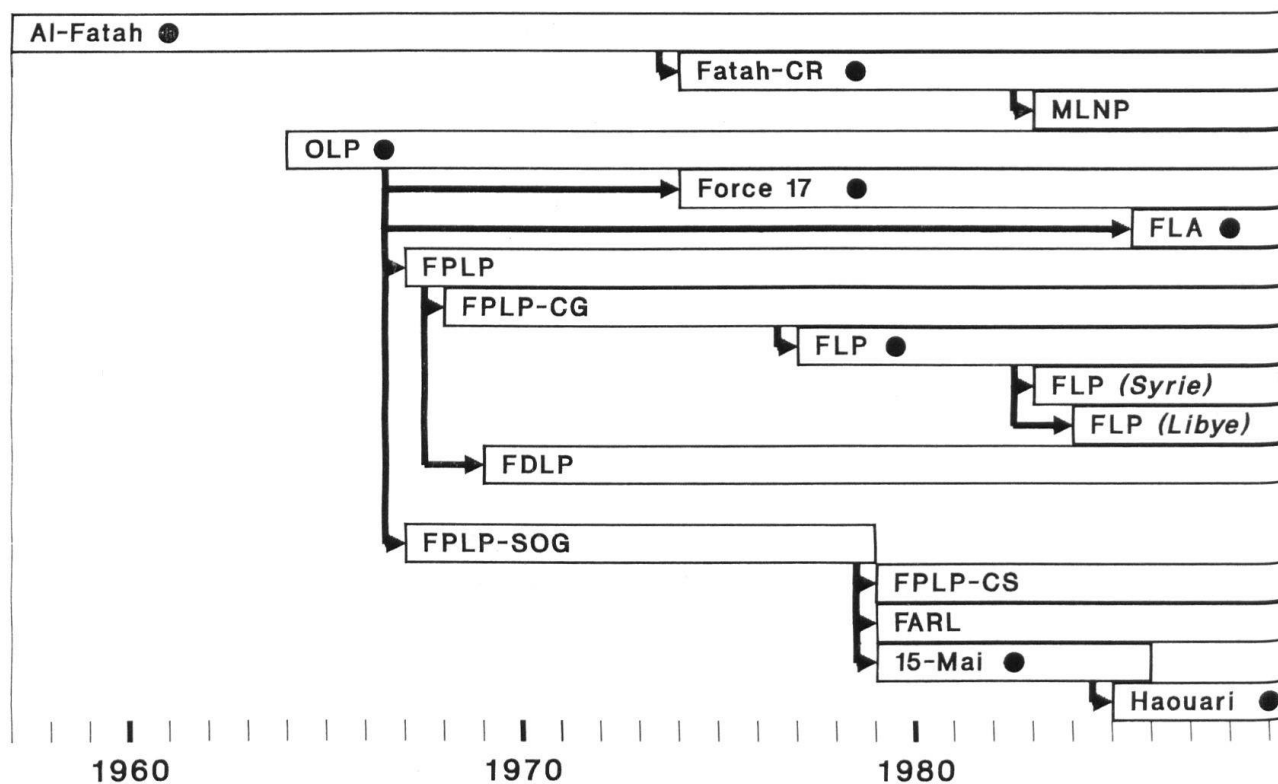 Al-Fatah
Fatah-CR
MLNP
OLP
Force 17
FLA
FPLP
FPLP-CG
FLP
FLP (Syrie)
FLP (Libye)
FDLP
FPLP-SOG
FPLP-CS
FARL
15-Mai
Haouari
1960 1970 1980